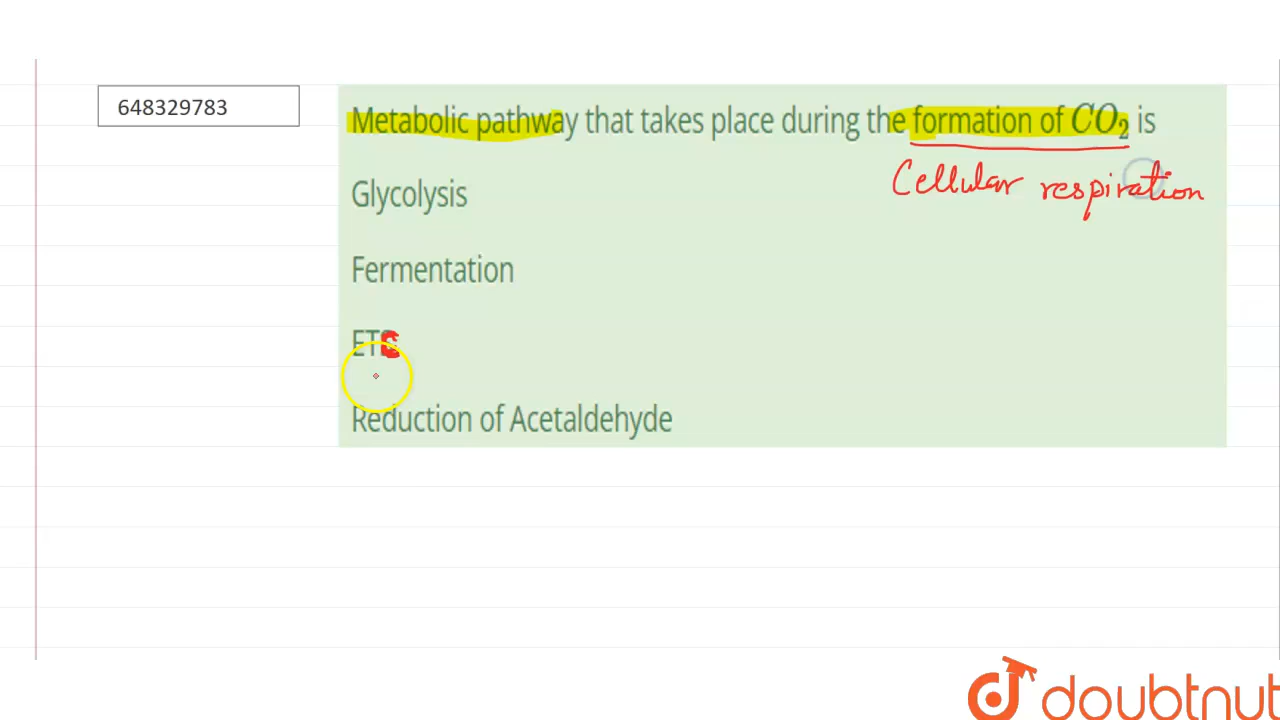 648329783
Metabolic pathway that takes place during the formation of CO₂ is
Cellular respiration
Glycolysis
Fermentation
ETC
Reduction of Acetaldehyde
doubtnut